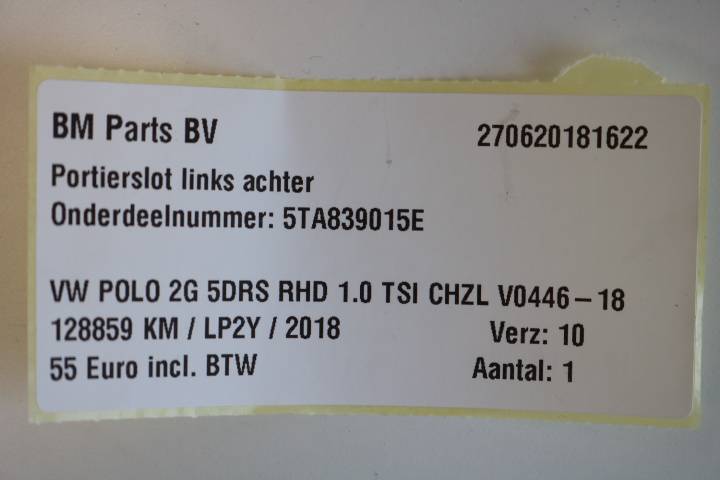 BM Parts BV 270620181622
Portierslot links achter
Onderdeelnummer: 5TA839015E
VW POLO 2G 5DRS RHD 1.0 TSI CHZL V0446-18
128859 KM / LP2Y / 2018 Verz: 10
55 Euro incl. BTW Aantal: 1